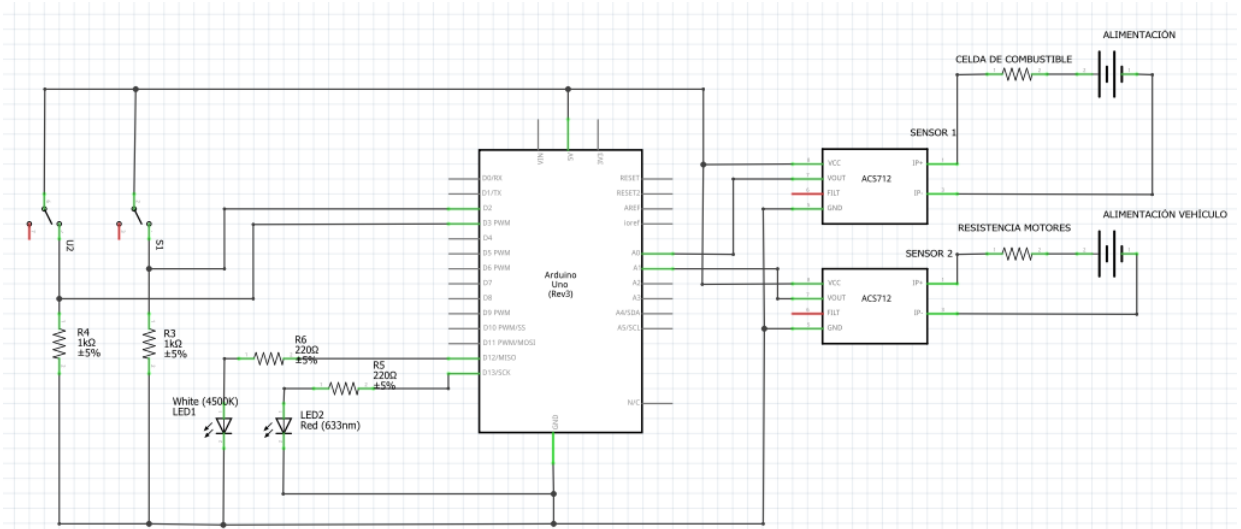 ALIMENTACIÓN
CELDA DE COMBUSTIBLE
SENSOR 1
VCC
VOUT
FILT
GND
ACS712
IP+
IP-
ALIMENTACIÓN VEHÍCULO
RESISTENCIA MOTORES
SENSOR 2
VCC
VOUT
FILT
GND
ACS712
IP+
IP-
VIN
5V
3V3
D0/RX
D1/TX
D2
D3 PWM
D4
D5 PWM
D6 PWM
D7
D8
D9 PWM
D10 PWM/SS
D11 PWM/MOSI
D12/MISO
D13/SCK
RESET
RESET2
AREF
ioref
A0
A1
A2
A3
A4/SDA
A5/SCL
N/C
GND
Arduino
Uno
(Rev3)
U2
S1
R4
1kΩ
±5%
R3
1kΩ
±5%
R6
220Ω
±5%
R5
220Ω
±5%
White (4500K)
LED1
LED2
Red (633nm)